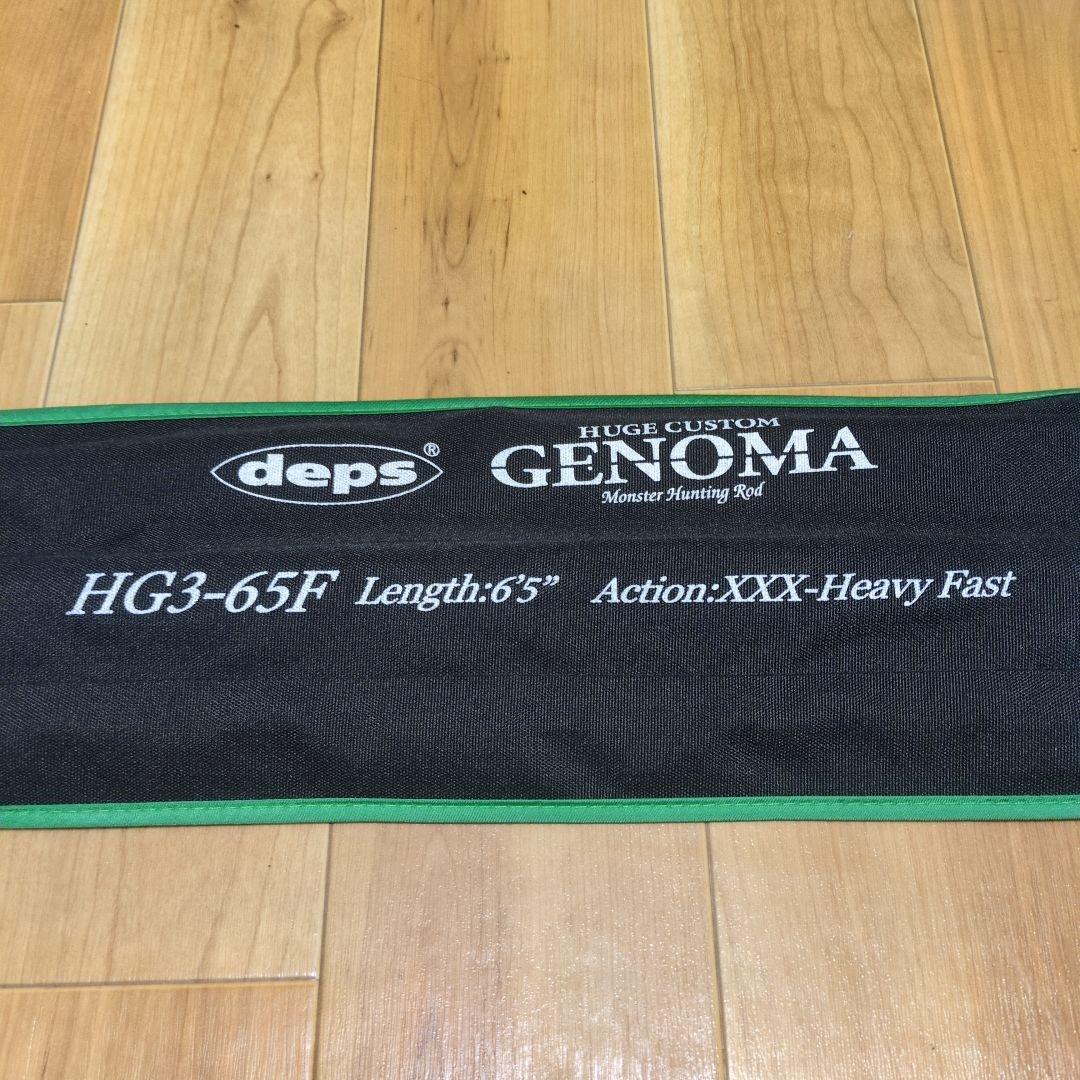 deps®
HUGE CUSTOM
GENOMA
Monster Hunting Rod
HG3-65F Length:6'5” Action:XXX-Heavy Fast